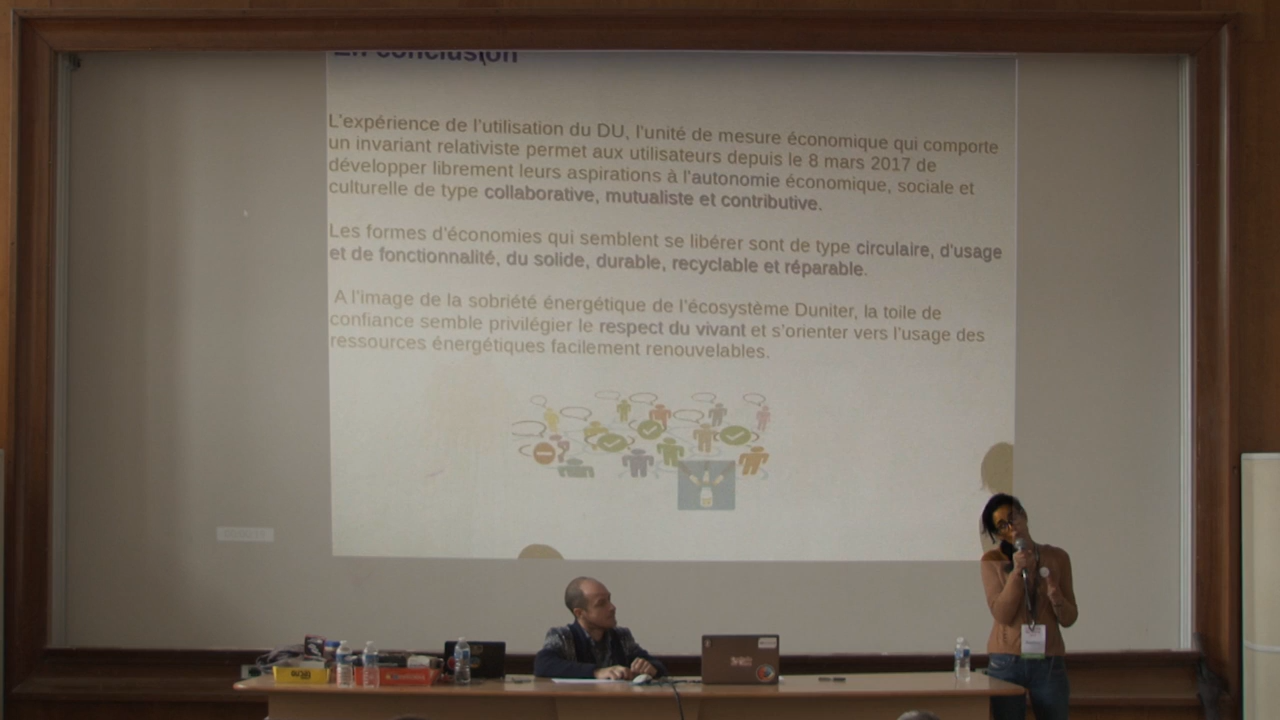 En conclusion
L'expérience de l'utilisation du DU, l'unité de mesure économique qui comporte
un invariant relativiste permet aux utilisateurs depuis le 8 mars 2017 de
développer librement leurs aspirations à l'autonomie économique, sociale et
culturelle de type collaborative, mutualiste et contributive.
Les formes d'économies qui semblent se libérer sont de type circulaire, d'usage
et de fonctionnalité, du solide, durable, recyclable et réparable.
A l'image de la sobriété énergétique de l'écosystème Duniter, la toile de
confiance semble privilégier le respect du vivant et s'orienter vers l'usage des
ressources énergétiques facilement renouvelables.